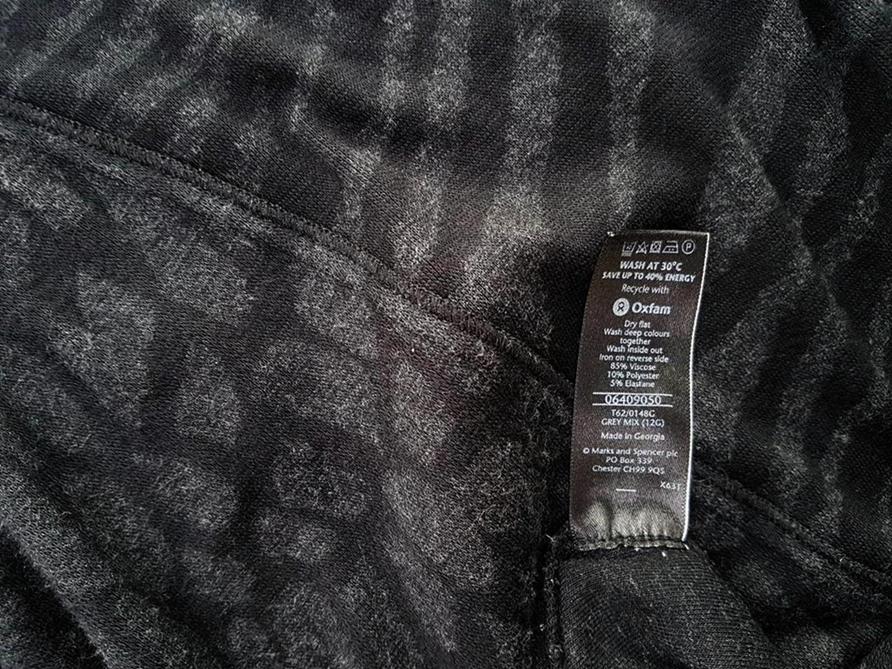 WASH AT 30°C
SAVE UP TO 40% ENERGY
Recycle with
Oxfam
Dry flat
Wash deep colours
together
Wash inside out
Iron on reverse side
85% Viscose
10% Polyester
5% Elastane
06409050
T62/0148G
GREY MIX (12G)
Made in Georgia
© Marks and Spencer plc
PO Box 339
Chester CH99 9QS
X63T